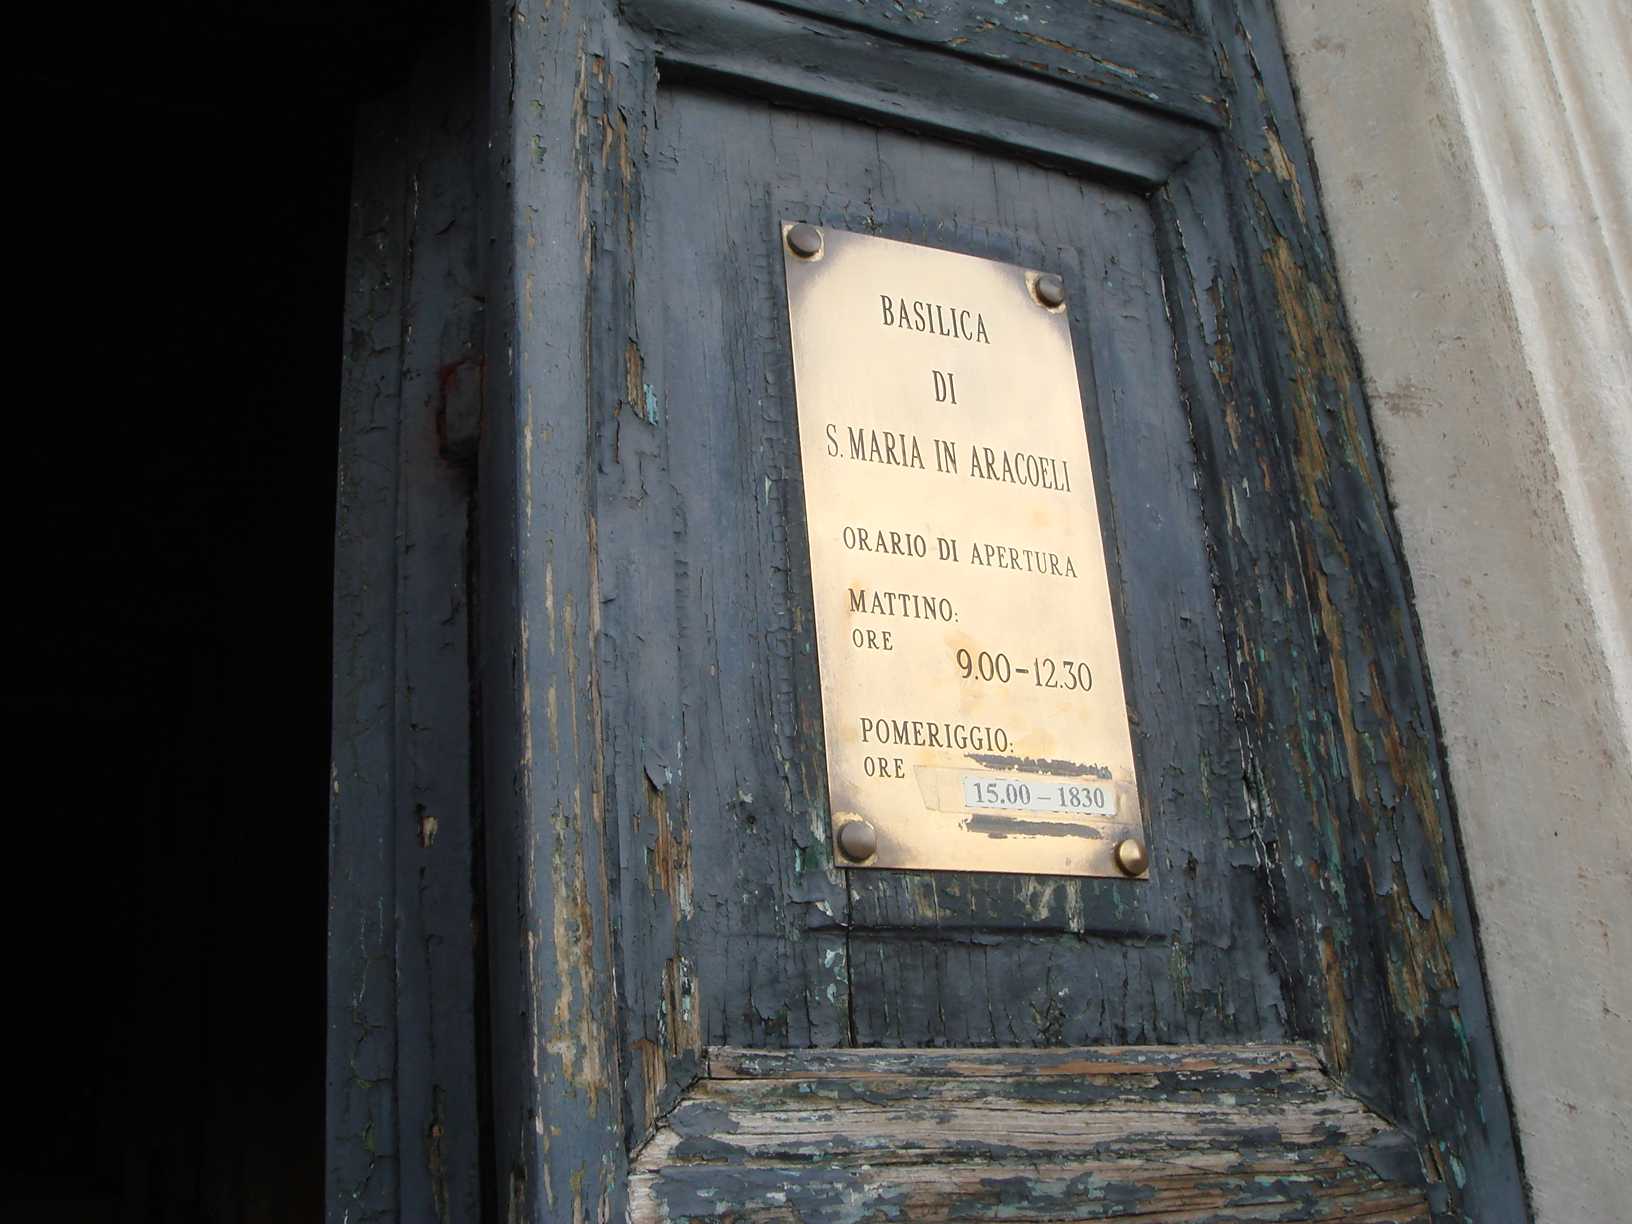 BASILICA
DI
S. MARIA IN ARACOELI
ORARIO DI APERTURA
MATTINO:
ORE
9.00-12.30
POMERIGGIO:
ORE
15.00 - 1830